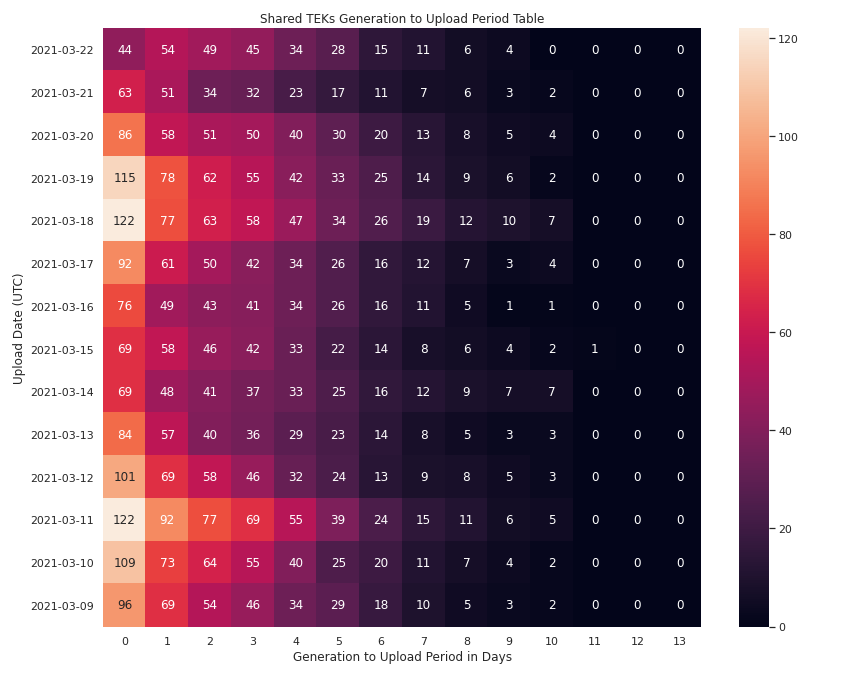 Shared TEKs Generation to Upload Period Table
Upload Date (UTC)
2021-03-22 44 54 49 45 34 28 15 11 6 4 0 0 0 0
2021-03-21 63 51 34 32 23 17 11 7 6 3 2 0 0 0
2021-03-20 86 58 51 50 40 30 20 13 8 5 4 0 0 0
2021-03-19 115 78 62 55 42 33 25 14 9 6 2 0 0 0
2021-03-18 122 77 63 58 47 34 26 19 12 10 7 0 0 0
2021-03-17 92 61 50 42 34 26 16 12 7 3 4 0 0 0
2021-03-16 76 49 43 41 34 26 16 11 5 1 1 0 0 0
2021-03-15 69 58 46 42 33 22 14 8 6 4 2 1 0 0
2021-03-14 69 48 41 37 33 25 16 12 9 7 7 0 0 0
2021-03-13 84 57 40 36 29 23 14 8 5 3 3 0 0 0
2021-03-12 101 69 58 46 32 24 13 9 8 5 3 0 0 0
2021-03-11 122 92 77 69 55 39 24 15 11 6 5 0 0 0
2021-03-10 109 73 64 55 40 25 20 11 7 4 2 0 0 0
2021-03-09 96 69 54 46 34 29 18 10 5 3 2 0 0 0
0 1 2 3 4 5 6 7 8 9 10 11 12 13
Generation to Upload Period in Days
120
100
80
60
40
20
0